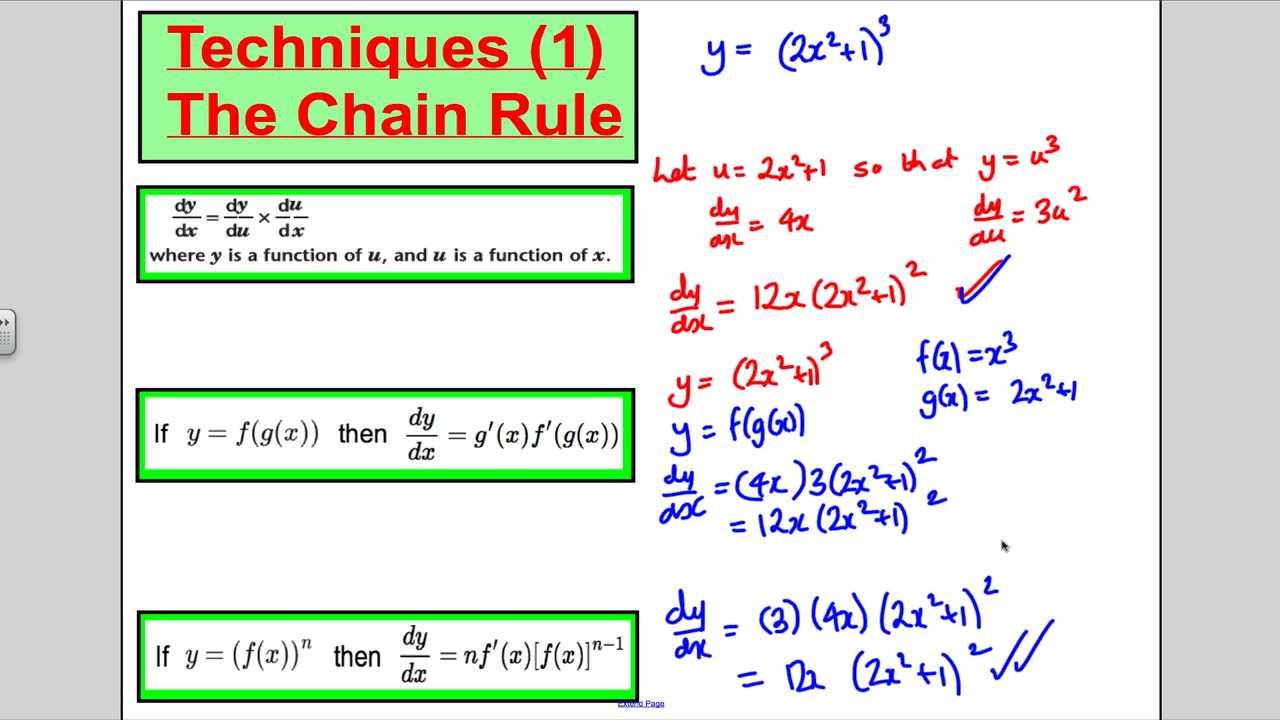 Techniques (1)
The Chain Rule
dy/dx = dy/du × du/dx
where y is a function of u, and u is a function of x.
If y = f(g(x)) then dy/dx = g′(x)f′(g(x))
If y = (f(x))ⁿ then dy/dx = nf′(x)[f(x)]ⁿ⁻¹
y = (2x²+1)³
Let u = 2x²+1 so that y = u³
dy/dx = 4x dy/du = 3u²
dy/dx = 12x(2x²+1)² ✓
y = (2x²+1)³ f(x) = x³
y = f(g(x)) g(x) = 2x²+1
dy/dx = (4x)3(2x²+1)²
= 12x(2x²+1)²
dy/dx = (3)(4x)(2x²+1)²
= 12x (2x²+1)² ✓✓
Extend Page